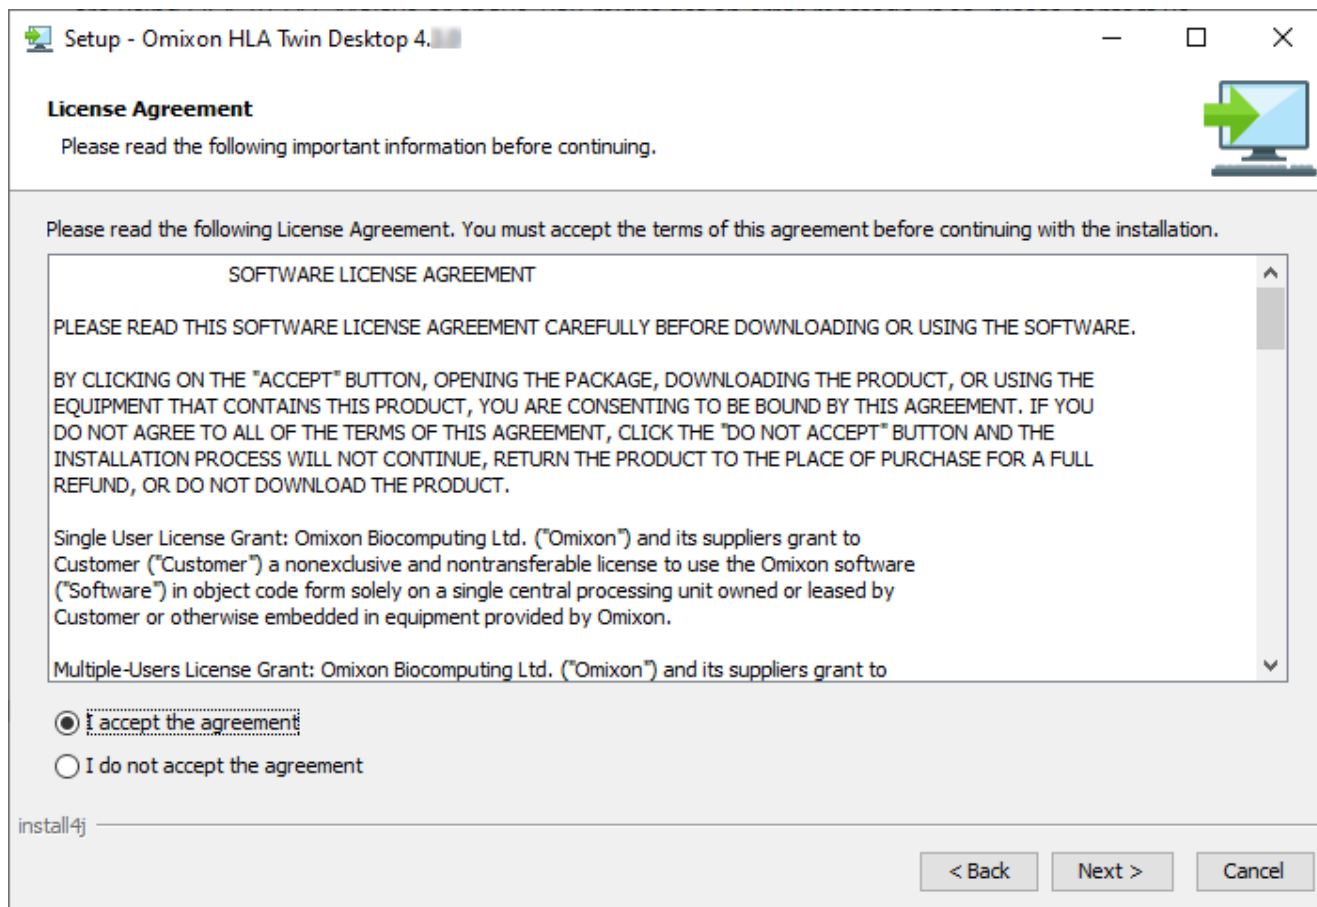 Setup - Omixon HLA Twin Desktop 4.
License Agreement
Please read the following important information before continuing.
Please read the following License Agreement. You must accept the terms of this agreement before continuing with the installation.
SOFTWARE LICENSE AGREEMENT
PLEASE READ THIS SOFTWARE LICENSE AGREEMENT CAREFULLY BEFORE DOWNLOADING OR USING THE SOFTWARE.
BY CLICKING ON THE "ACCEPT" BUTTON, OPENING THE PACKAGE, DOWNLOADING THE PRODUCT, OR USING THE
EQUIPMENT THAT CONTAINS THIS PRODUCT, YOU ARE CONSENTING TO BE BOUND BY THIS AGREEMENT. IF YOU
DO NOT AGREE TO ALL OF THE TERMS OF THIS AGREEMENT, CLICK THE "DO NOT ACCEPT" BUTTON AND THE
INSTALLATION PROCESS WILL NOT CONTINUE, RETURN THE PRODUCT TO THE PLACE OF PURCHASE FOR A FULL
REFUND, OR DO NOT DOWNLOAD THE PRODUCT.
Single User License Grant: Omixon Biocomputing Ltd. ("Omixon") and its suppliers grant to
Customer ("Customer") a nonexclusive and nontransferable license to use the Omixon software
("Software") in object code form solely on a single central processing unit owned or leased by
Customer or otherwise embedded in equipment provided by Omixon.
Multiple-Users License Grant: Omixon Biocomputing Ltd. ("Omixon") and its suppliers grant to
I accept the agreement
I do not accept the agreement
install4j
< Back
Next >
Cancel